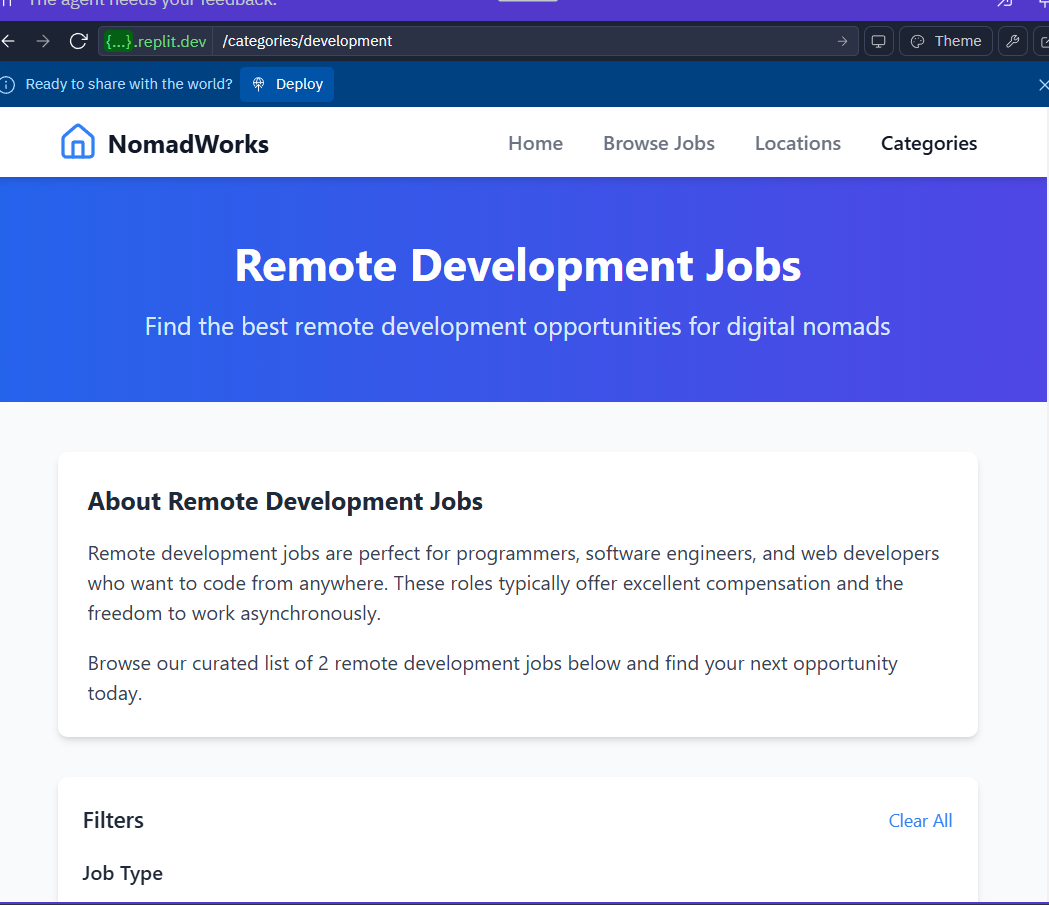 The agent needs your feedback.
{...}.replit.dev /categories/development Theme
Ready to share with the world? Deploy
NomadWorks Home Browse Jobs Locations Categories
Remote Development Jobs
Find the best remote development opportunities for digital nomads
About Remote Development Jobs
Remote development jobs are perfect for programmers, software engineers, and web developers
who want to code from anywhere. These roles typically offer excellent compensation and the
freedom to work asynchronously.
Browse our curated list of 2 remote development jobs below and find your next opportunity
today.
Filters Clear All
Job Type